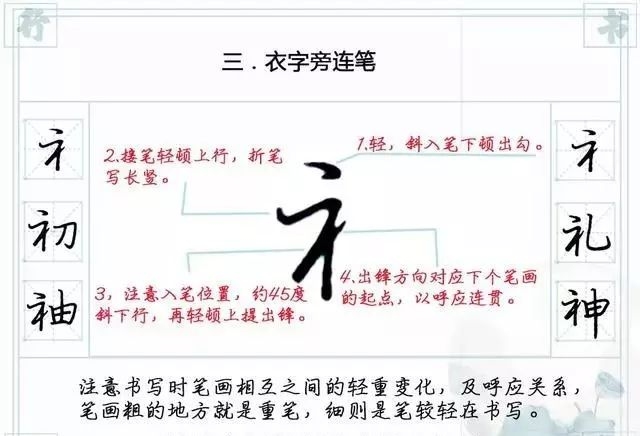 行
书
三.衣字旁连笔
礻
初
袖
2.接笔轻顿上行，折笔
写长竖。
1.轻，斜入笔下顿出勾。
礻
3，注意入笔位置，约45度
斜下行，再轻顿上提出锋。
4.出锋方向对应下个笔画
的起点，以呼应连贯。
礻
礼
神
注意书写时笔画相互之间的轻重变化，及呼应关系，
笔画粗的地方就是重笔，细则是笔较轻在书写。